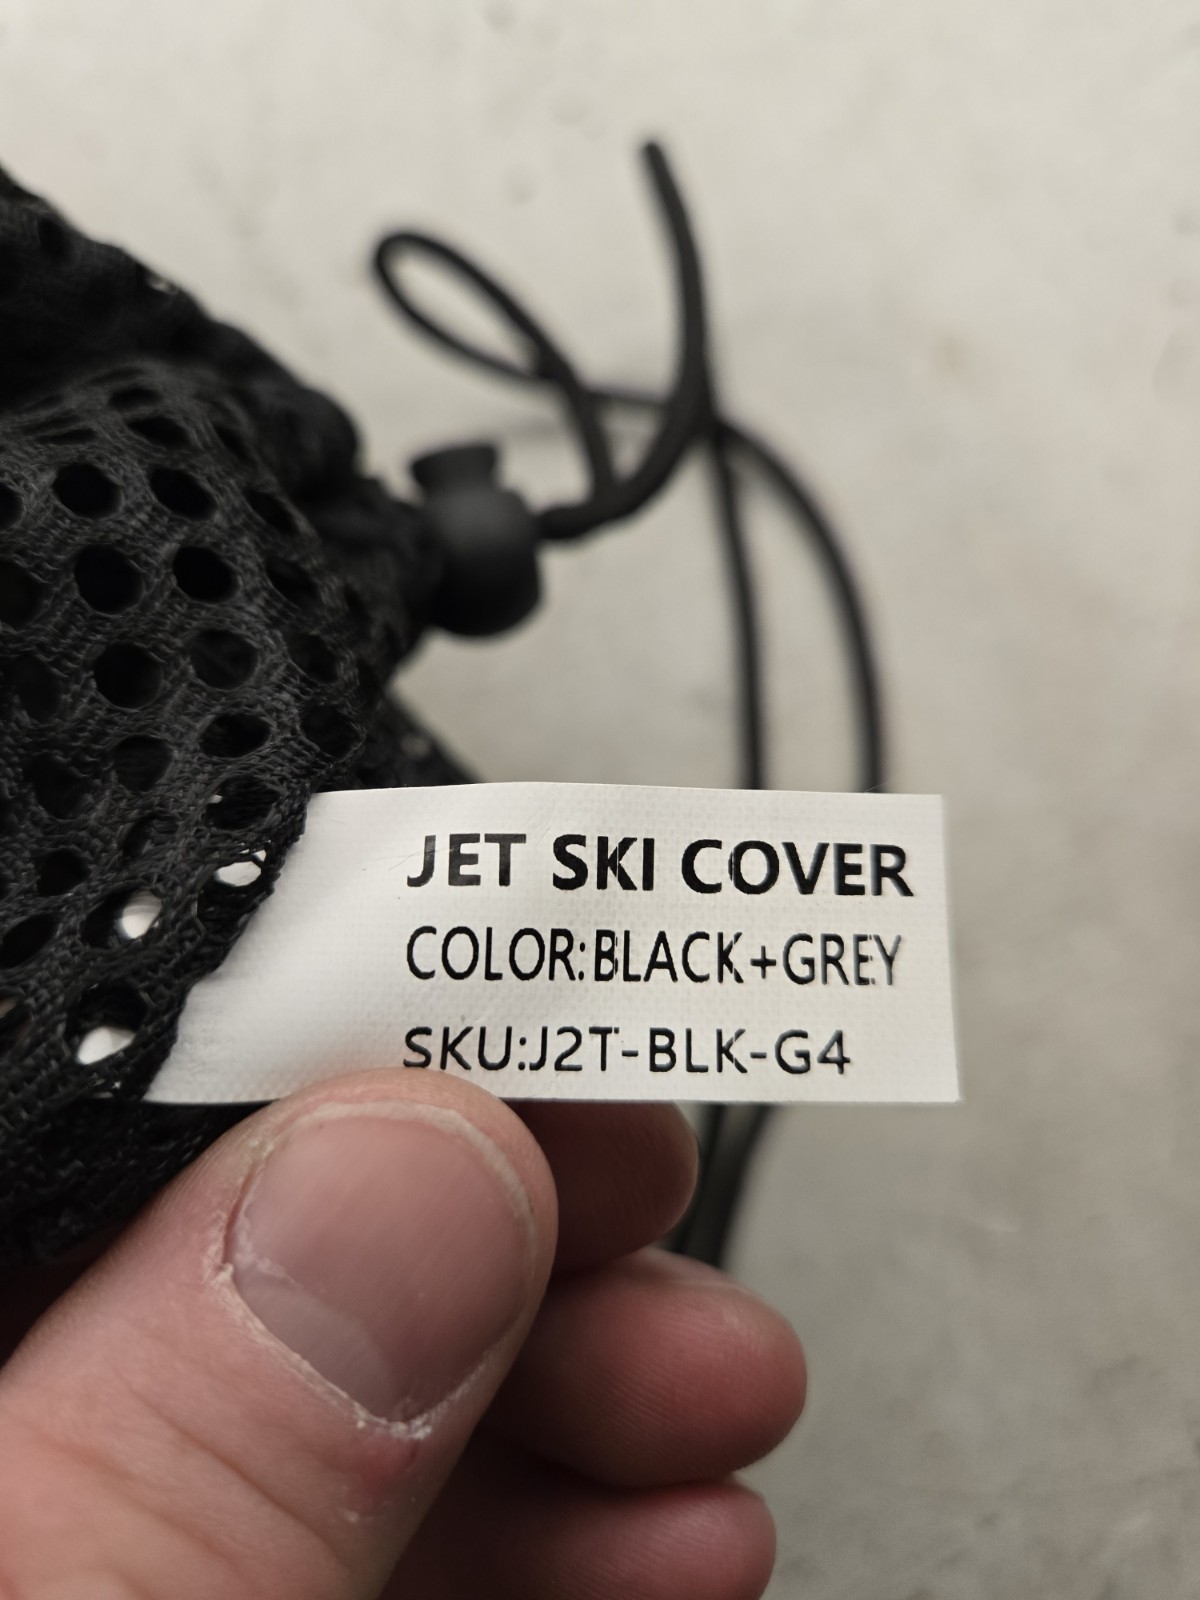 JET SKI COVER
COLOR:BLACK+GREY
SKU:J2T-BLK-G4